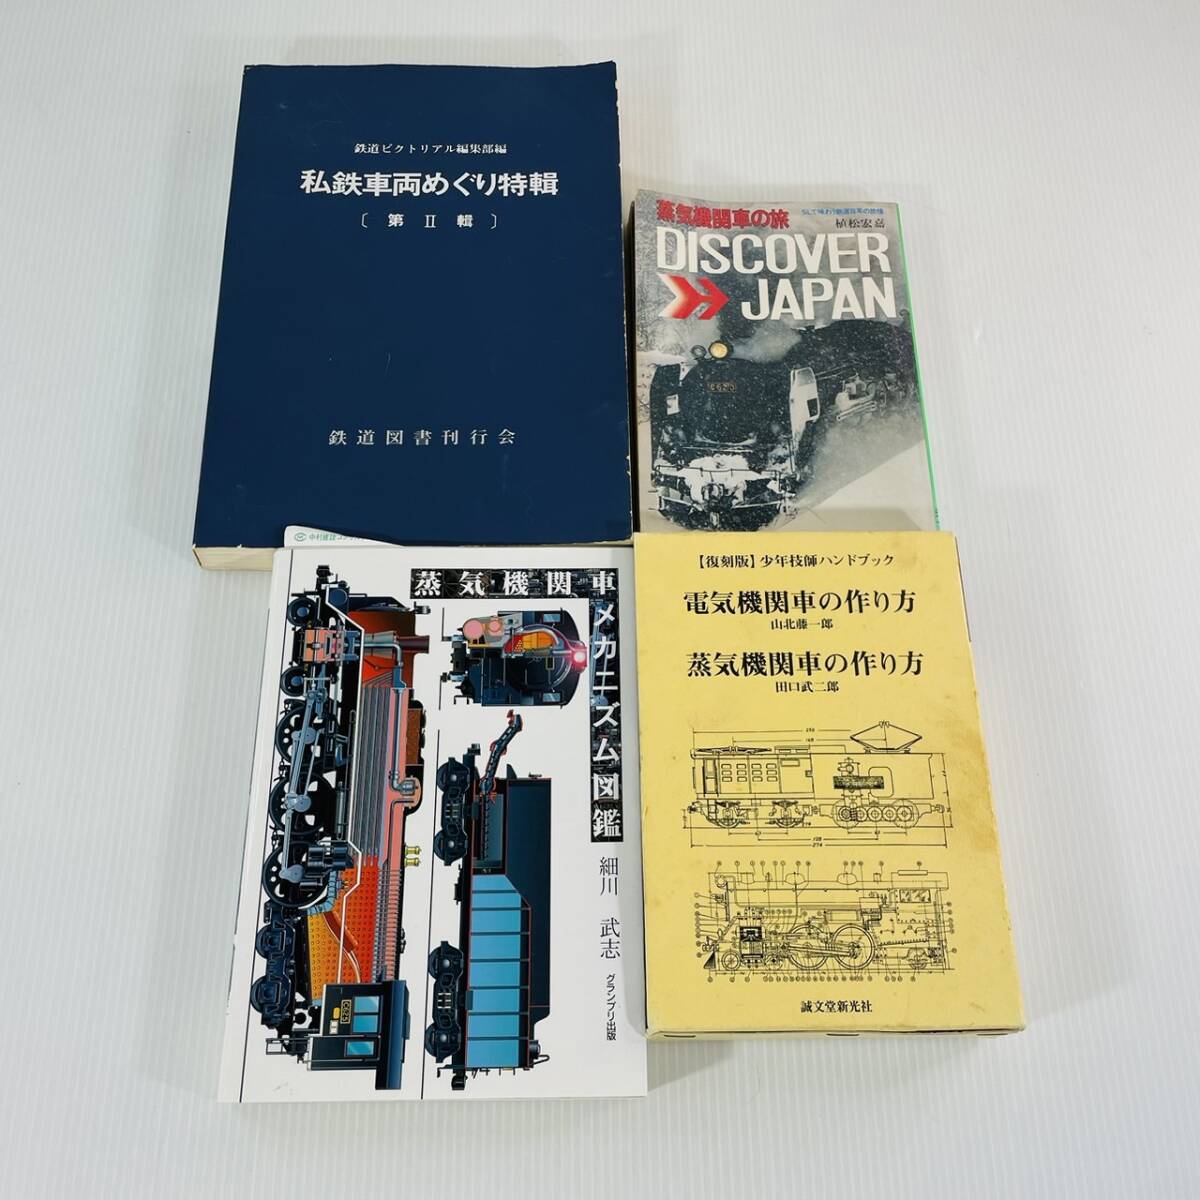 鉄道ピクトリアル編集部編
私鉄車両めぐり特輯
〔第Ⅱ輯〕
鉄道図書刊行会
蒸気機関車の旅
植松宏嘉
DISCOVER
JAPAN
蒸気機関車
メカニズム図鑑
細川 武志
グランプリ出版
【復刻版】少年技師ハンドブック
電気機関車の作り方
山北藤一郎
蒸気機関車の作り方
田口武二郎
誠文堂新光社